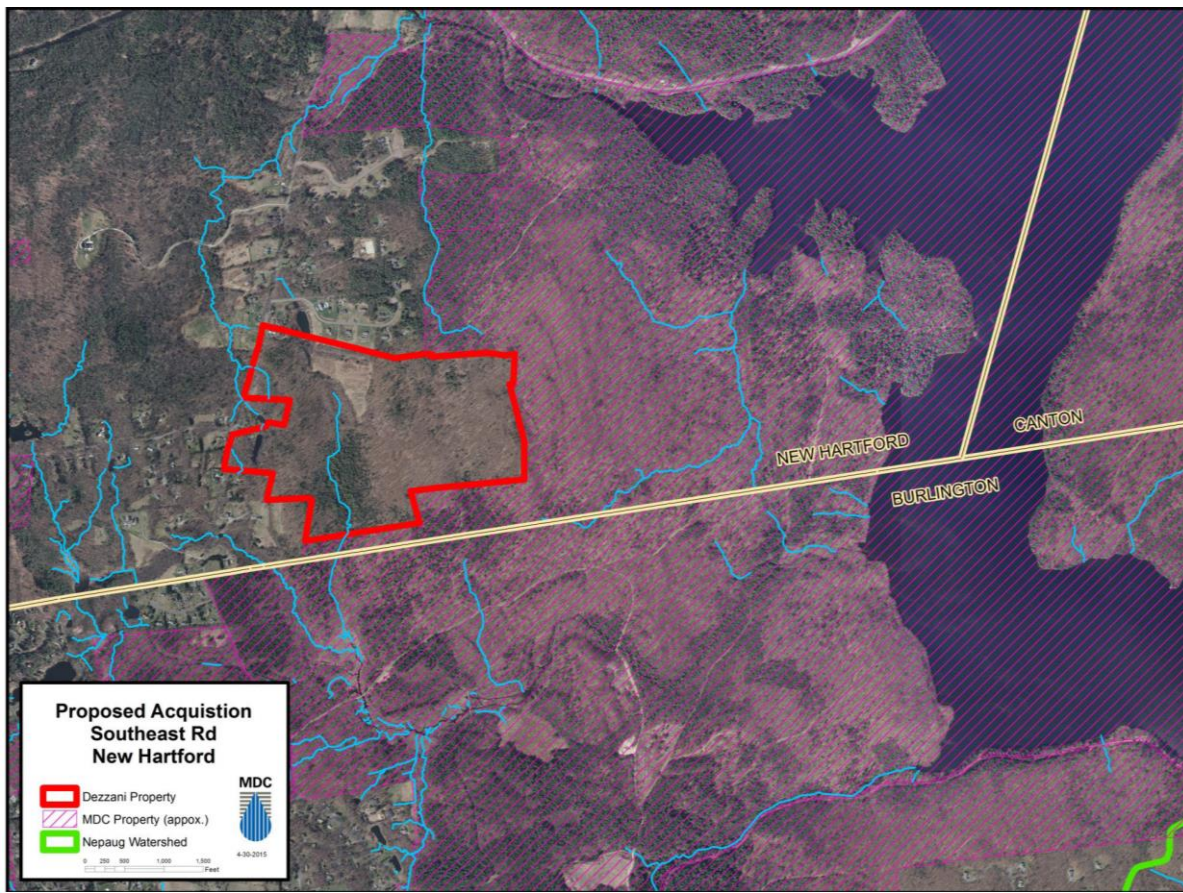 NEW HARTFORD
CANTON
BURLINGTON
Proposed Acquistion
Southeast Rd
New Hartford
Dezzani Property
MDC Property (appox.)
Nepaug Watershed
MDC
4-30-2015
0 250 500 1,000 1,500
Feet